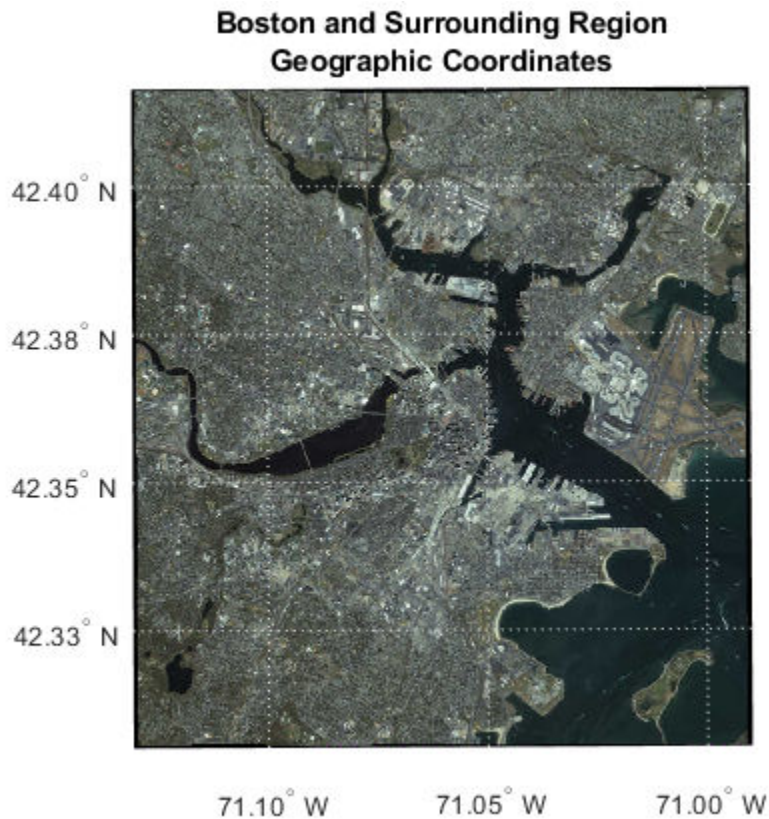 Boston and Surrounding Region
Geographic Coordinates
42.40° N
42.38° N
42.35° N
42.33° N
71.10° W
71.05° W
71.00° W